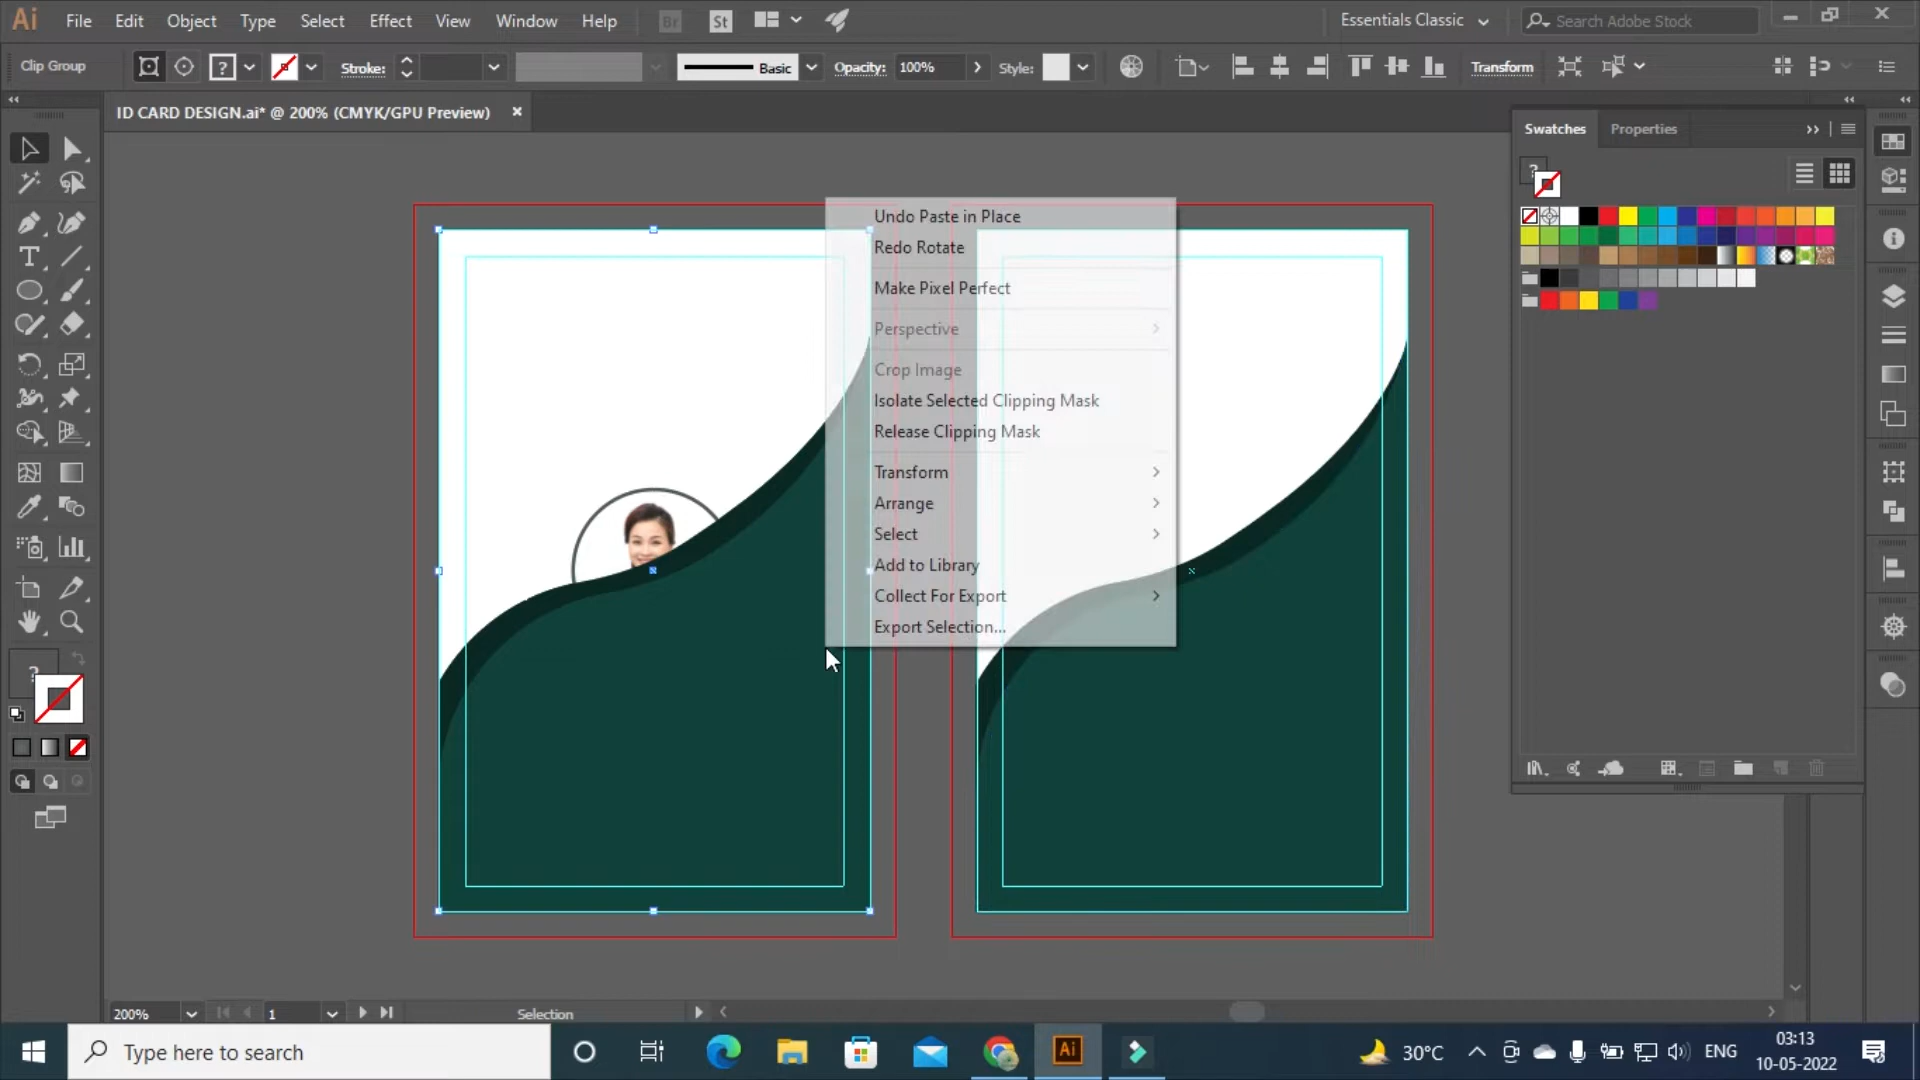 Ai File Edit Object Type Select Effect View Window Help Br St Essentials Classic Search Adobe Stock
Clip Group ? Stroke: Basic Opacity: 100% Style: Transform
ID CARD DESIGN.ai* @ 200% (CMYK/GPU Preview)
Swatches Properties
?
Undo Paste in Place
Redo Rotate
Make Pixel Perfect
Perspective
Crop Image
Isolate Selected Clipping Mask
Release Clipping Mask
Transform
Arrange
Select
Add to Library
Collect For Export
Export Selection...
?
200% 1 Selection
Type here to search
Ai
30°C ENG
03:13
10-05-2022